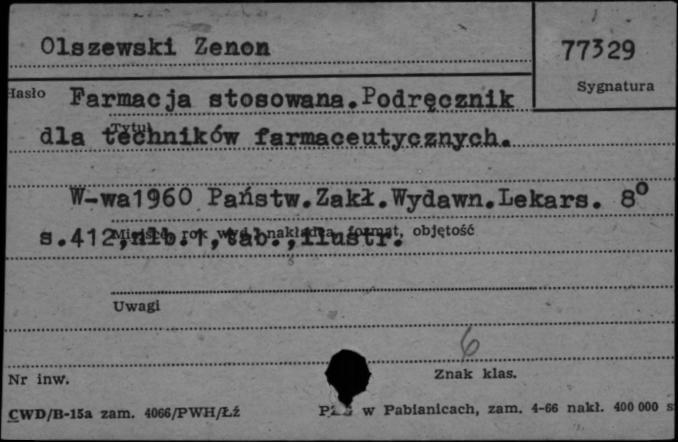 Olszewski Zenon
77329
Hasło
Sygnatura
Farmacja stosowana.Podręcznik
Tytuł
dla techników farmaceutycznych.
W-wa1960 Państw.Zakł.Wydawn.Lekars. 8°
s.412,nlb.1,tab.,ilustr.
Miejsce, rok wyd., nakładca, format, objętość
Uwagi
6
Nr inw.
Znak klas.
CWD/B-15a zam. 4066/PWH/Łź
w Pabianicach, zam. 4-66 nakł. 400 000 s